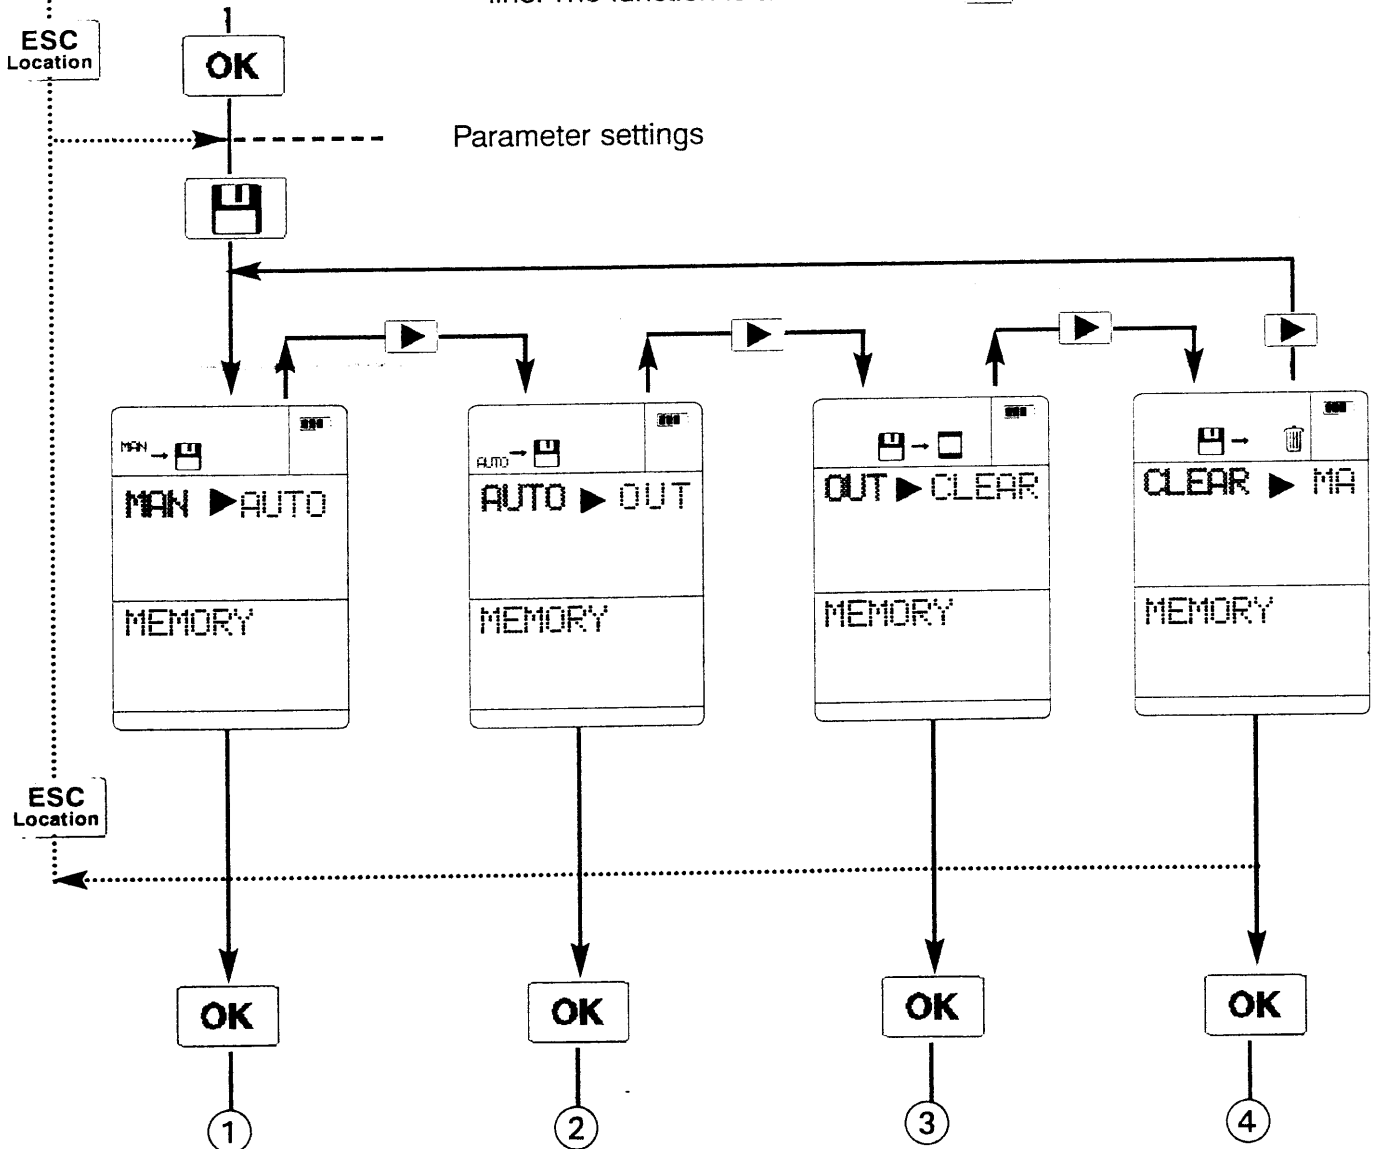 ESC
Location
OK
Parameter settings
MAN
MAN ▶ AUTO
MEMORY
AUTO
AUTO ▶ OUT
MEMORY
OUT ▶ CLEAR
MEMORY
CLEAR ▶ MA
MEMORY
ESC
Location
OK
OK
OK
OK
1
2
3
4